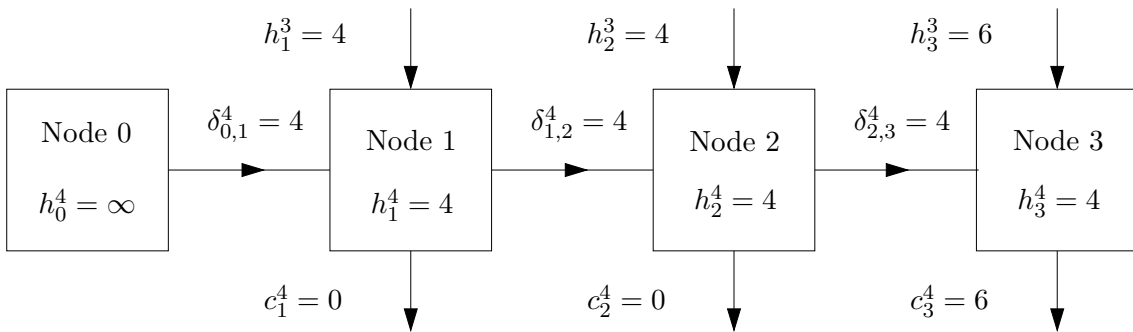 h_1^3 = 4
h_2^3 = 4
h_3^3 = 6
Node 0
h_0^4 = ∞
δ_{0,1}^4 = 4
Node 1
h_1^4 = 4
δ_{1,2}^4 = 4
Node 2
h_2^4 = 4
δ_{2,3}^4 = 4
Node 3
h_3^4 = 4
c_1^4 = 0
c_2^4 = 0
c_3^4 = 6